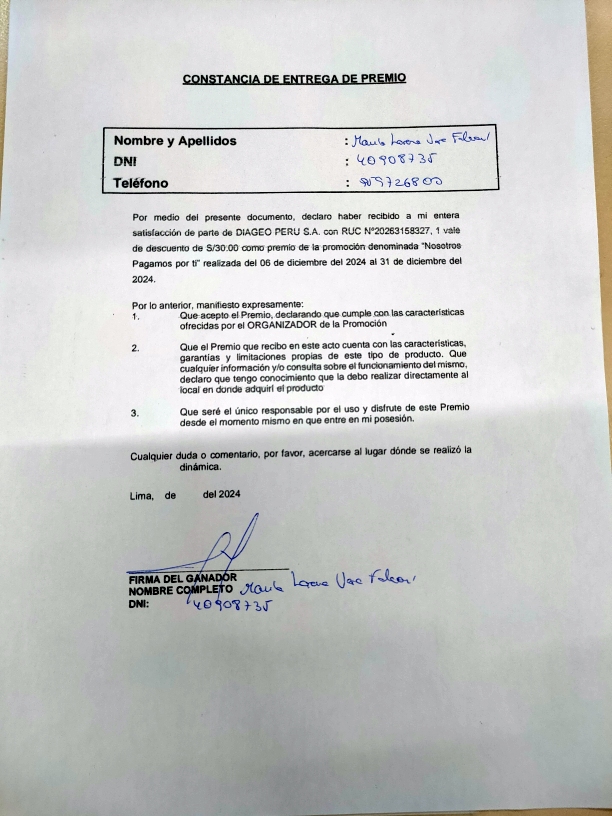 CONSTANCIA DE ENTREGA DE PREMIO
Nombre y Apellidos : Lorena Vera
DNI : 40908735
Teléfono :
Por medio del presente documento, declaro haber recibido a mi entera
satisfacción de parte de DIAGEO PERU S.A. con RUC N°20263158327, 1 vale
de descuento de S/30.00 como premio de la promoción denominada "Nosotros
Pagamos por ti" realizada del 06 de diciembre del 2024 al 31 de diciembre del
2024.
Por lo anterior, manifiesto expresamente:
1. Que acepto el Premio, declarando que cumple con las características
ofrecidas por el ORGANIZADOR de la Promoción
2. Que el Premio que recibo en este acto cuenta con las características,
garantías y limitaciones propias de este tipo de producto. Que
cualquier información y/o consulta sobre el funcionamiento del mismo,
declaro que tengo conocimiento que la debo realizar directamente al
local en donde adquirí el producto
3. Que seré el único responsable por el uso y disfrute de este Premio
desde el momento mismo en que entre en mi posesión.
Cualquier duda o comentario, por favor, acercarse al lugar dónde se realizó la
dinámica.
Lima, de del 2024
FIRMA DEL GANADOR
NOMBRE COMPLETO Lorena Vera
DNI: 40908735